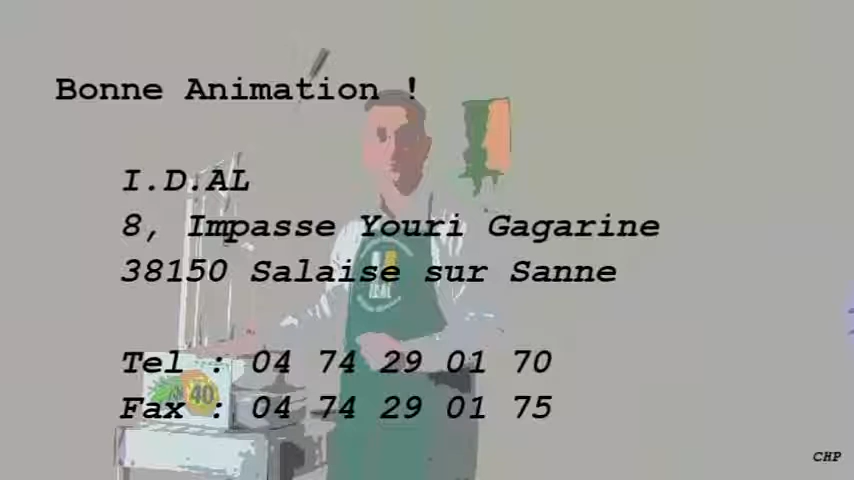 Bonne Animation !
I.D.AL
8, Impasse Youri Gagarine
38150 Salaise sur Sanne
Tel : 04 74 29 01 70
Fax : 04 74 29 01 75
40
CHP